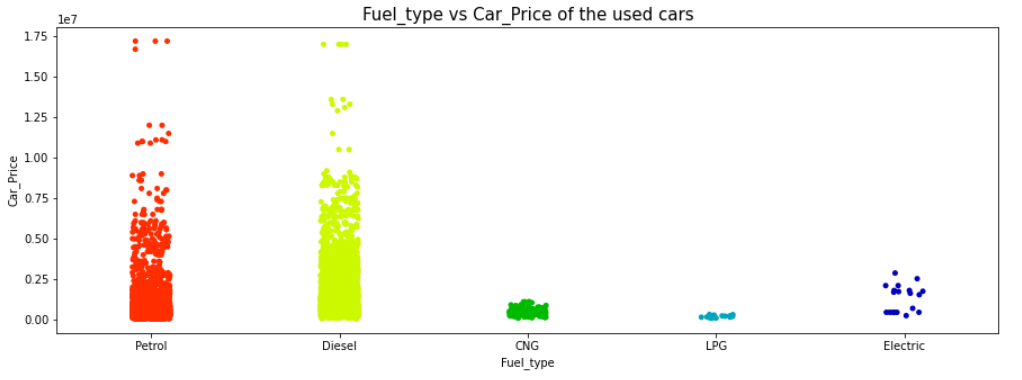 Fuel_type vs Car_Price of the used cars
1e7
1.75
1.50
1.25
1.00
0.75
0.50
0.25
0.00
Car_Price
Petrol Diesel CNG LPG Electric
Fuel_type